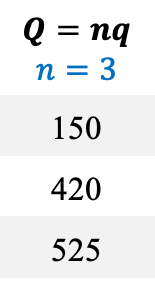 Q = nq
n = 3
150
420
525